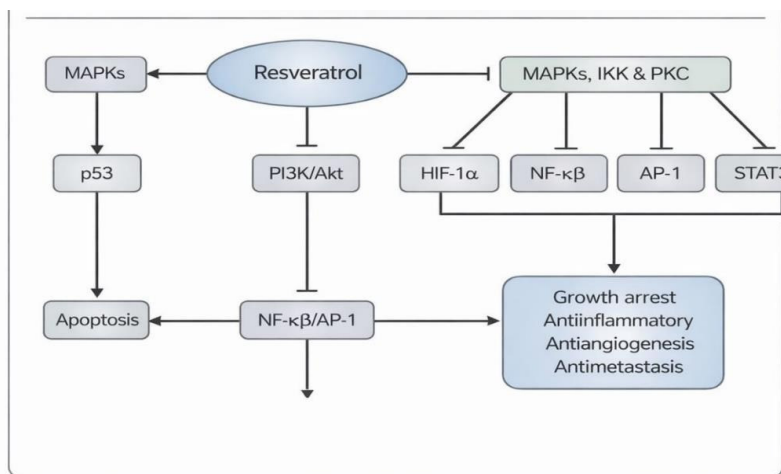 MAPKs
Resveratrol
MAPKs, IKK & PKC
p53
PI3K/Akt
HIF-1α
NF-κβ
AP-1
STAT3
Apoptosis
NF-κβ/AP-1
Growth arrest
Antiinflammatory
Antiangiogenesis
Antimetastasis